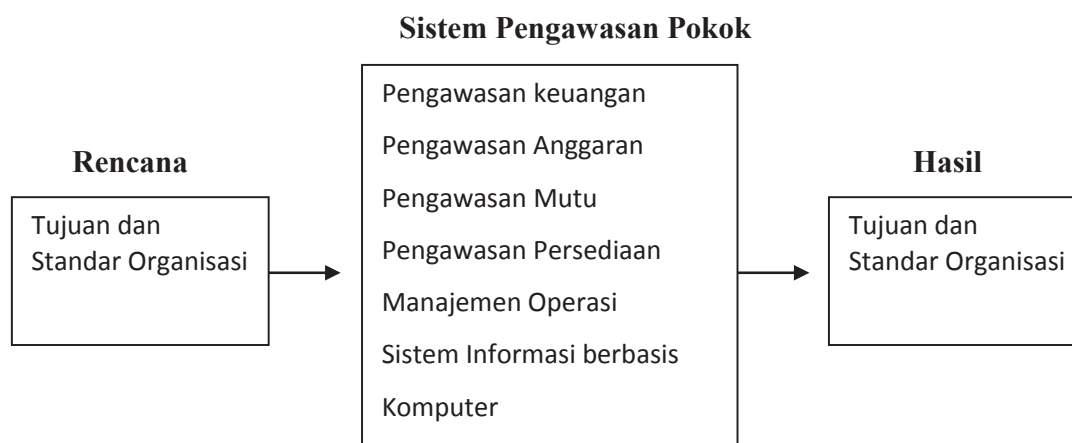 Sistem Pengawasan Pokok
Rencana
Tujuan dan
Standar Organisasi
Pengawasan keuangan
Pengawasan Anggaran
Pengawasan Mutu
Pengawasan Persediaan
Manajemen Operasi
Sistem Informasi berbasis
Komputer
Hasil
Tujuan dan
Standar Organisasi